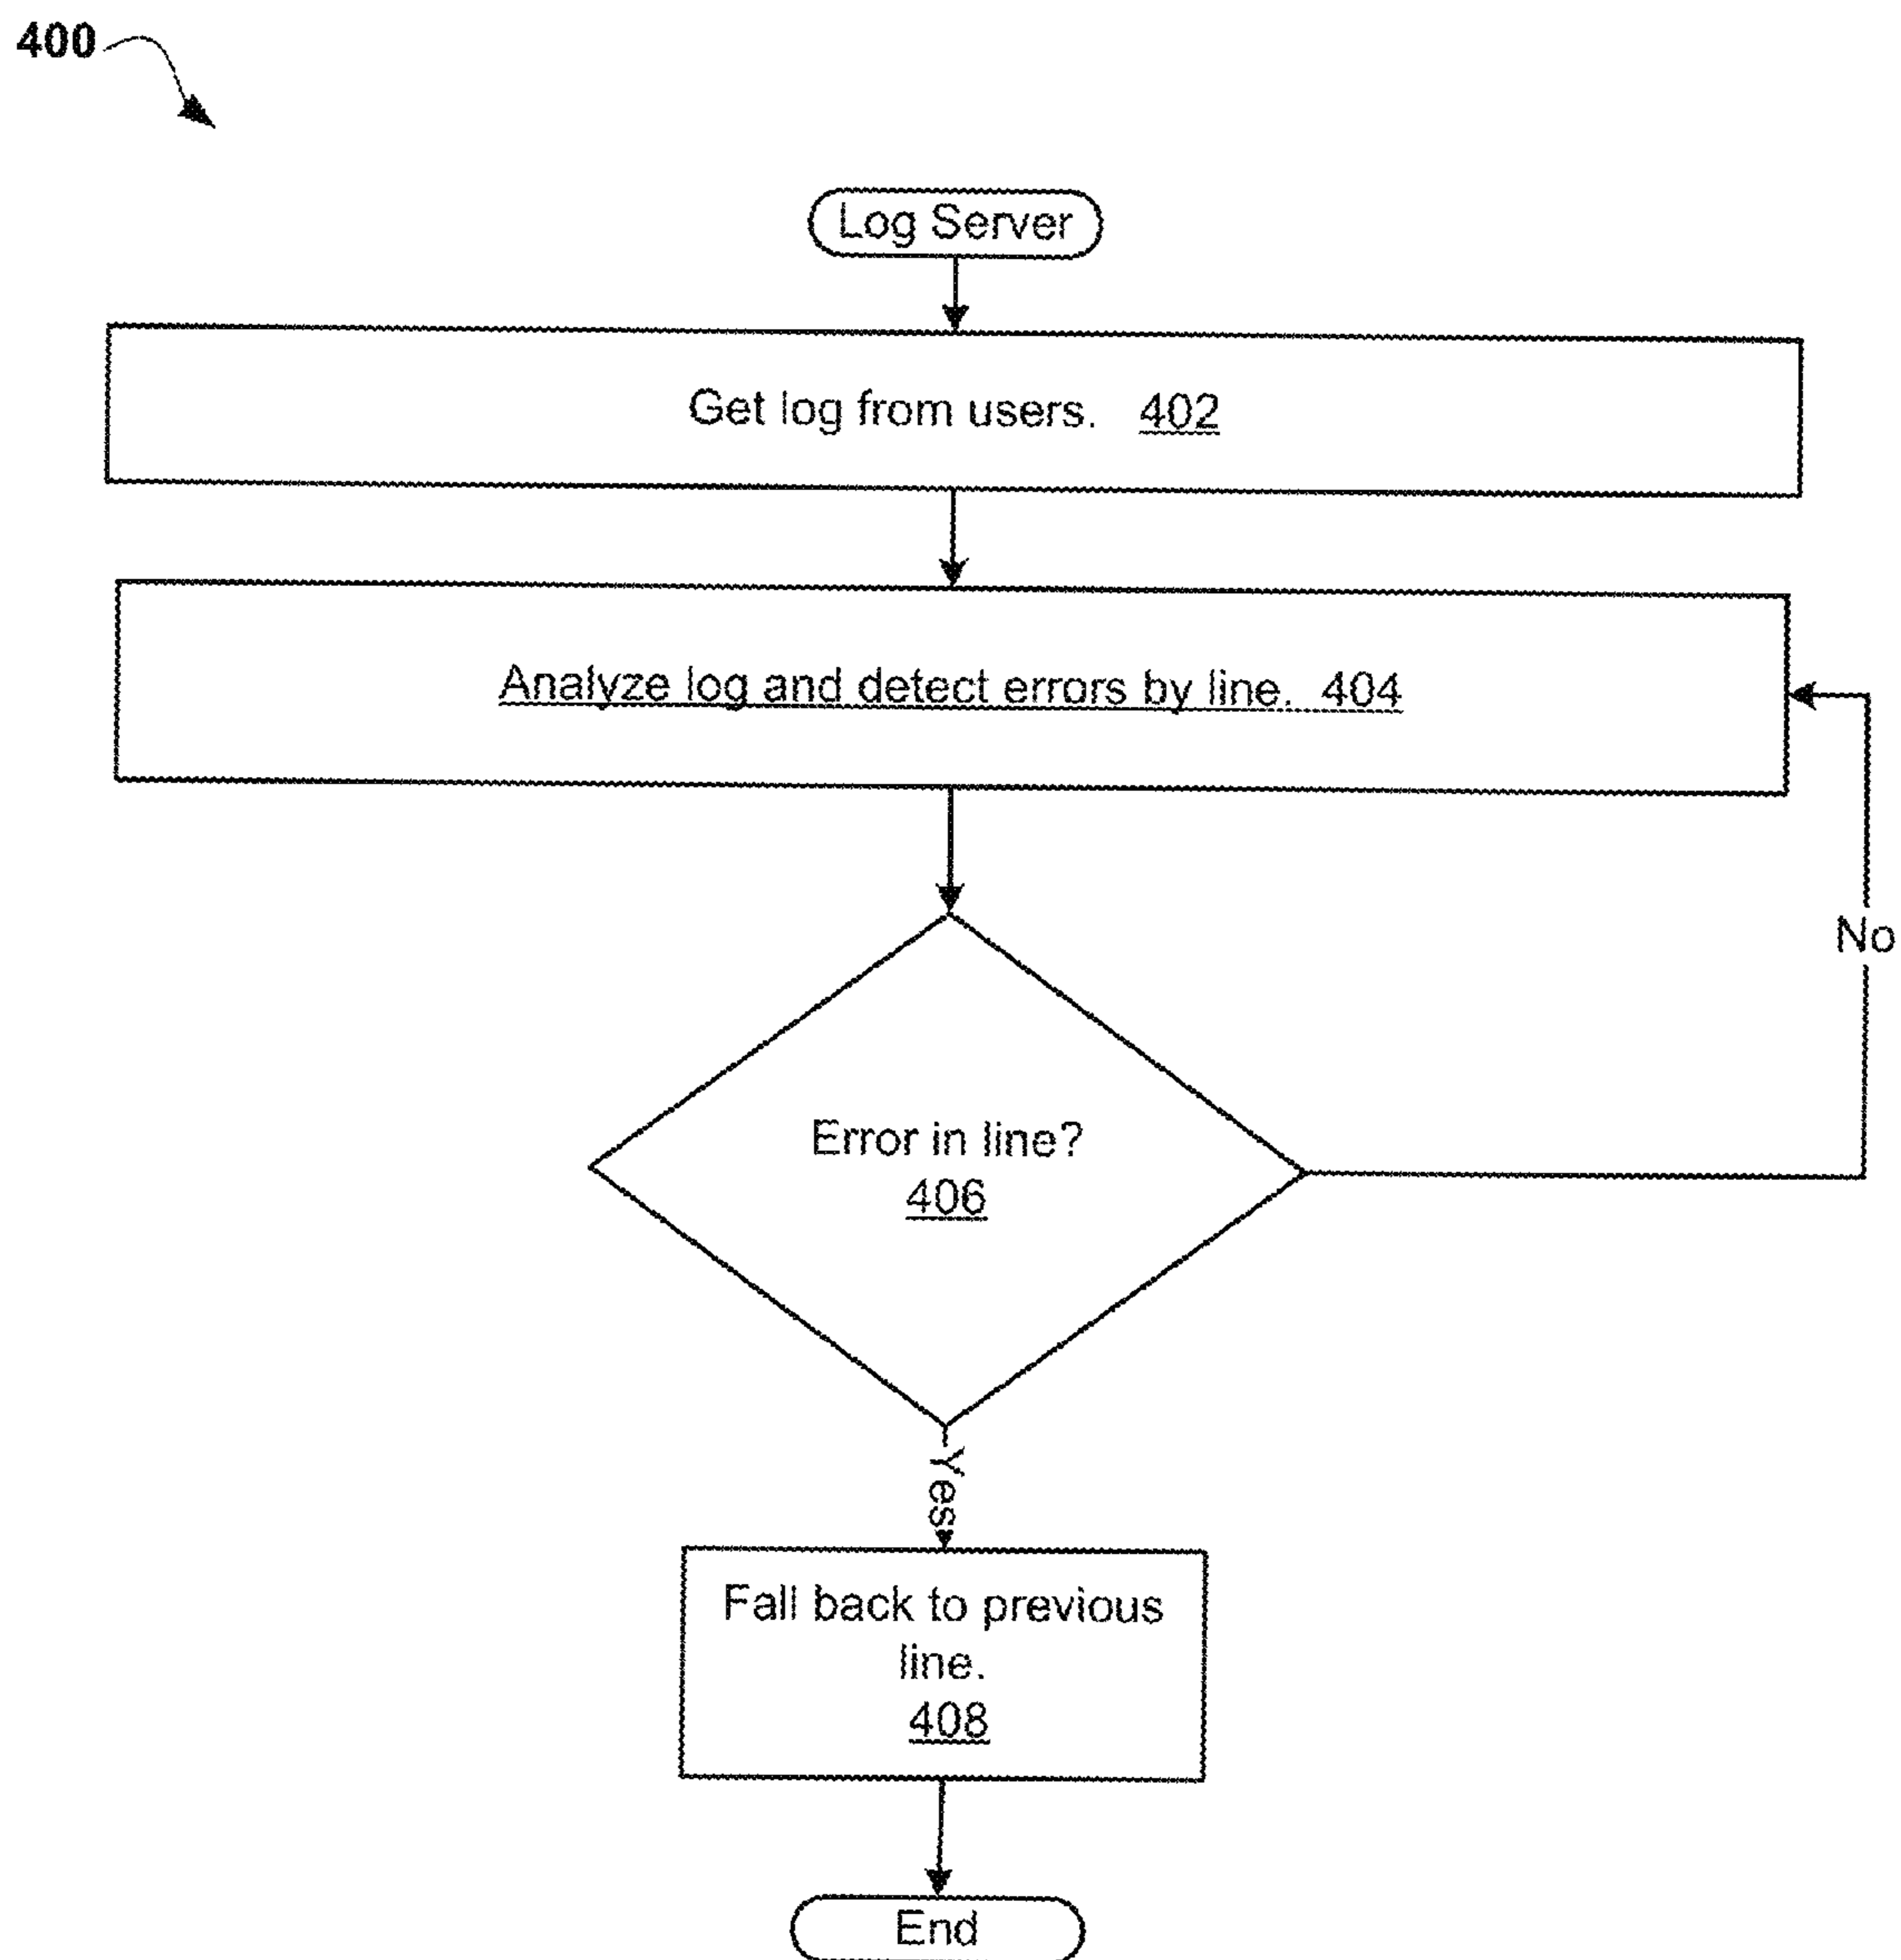 400
Log Server
Get log from users. 402
Analyze log and detect errors by line. 404
No
Error in line?
406
Yes
Fall back to previous
line.
408
End